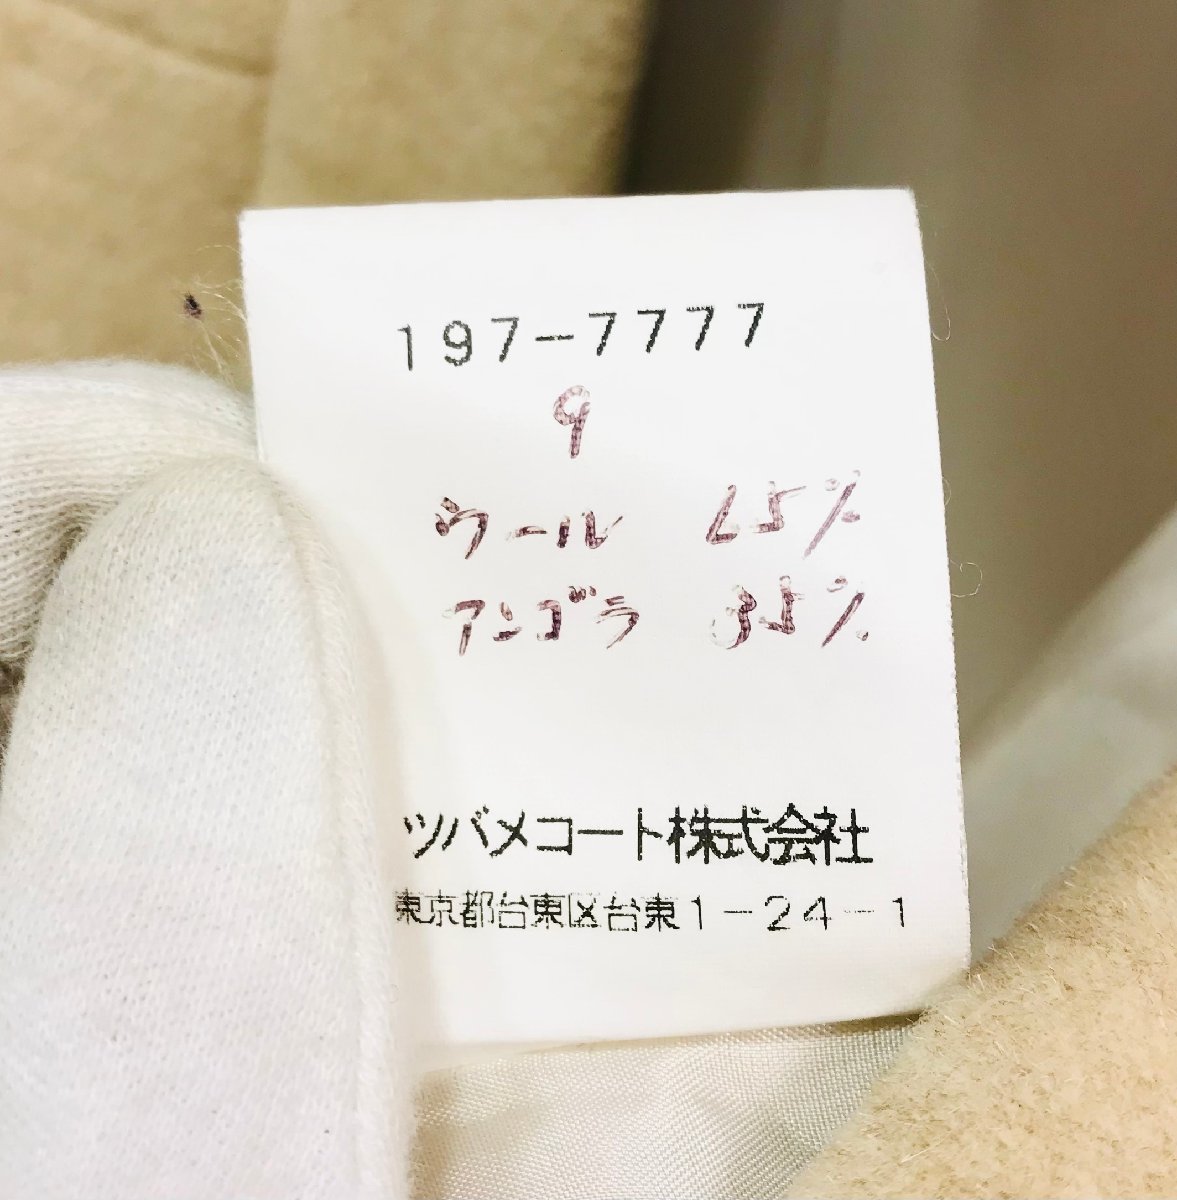 197-7777
9
ウール 65%
アンゴラ 35%
ツバメコート株式会社
東京都台東区台東1-24-1